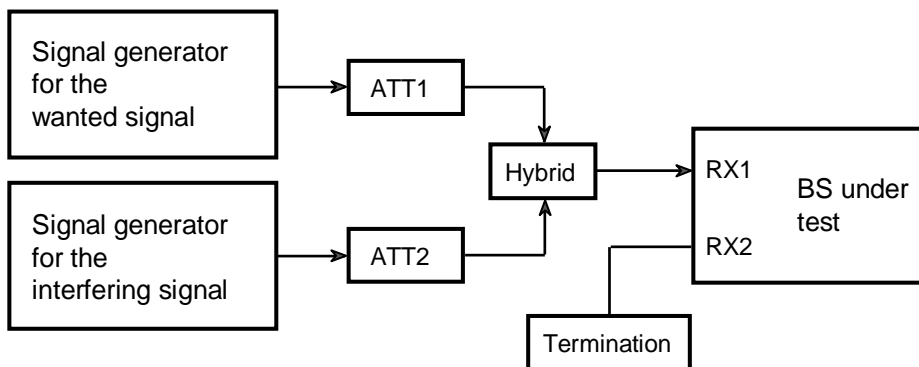 Signal generator
for the
wanted signal
ATT1
Hybrid
RX1
BS under
test
RX2
Signal generator
for the
interfering signal
ATT2
Termination